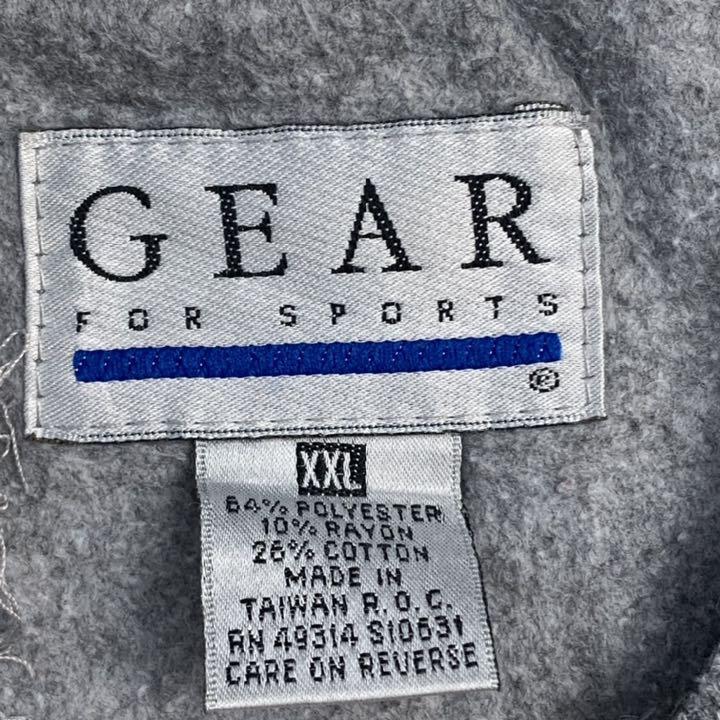 GEAR
FOR SPORTS
®
XXL
64% POLYESTER
10% RAYON
26% COTTON
MADE IN
TAIWAN R.O.C.
RN 49314 S10631
CARE ON REVERSE